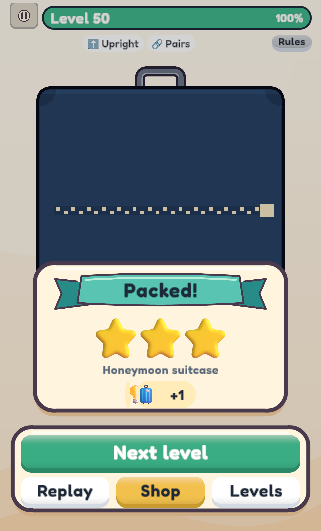 Level 50
100%
Upright
Pairs
Rules
Packed!
Honeymoon suitcase
+1
Next level
Replay
Shop
Levels